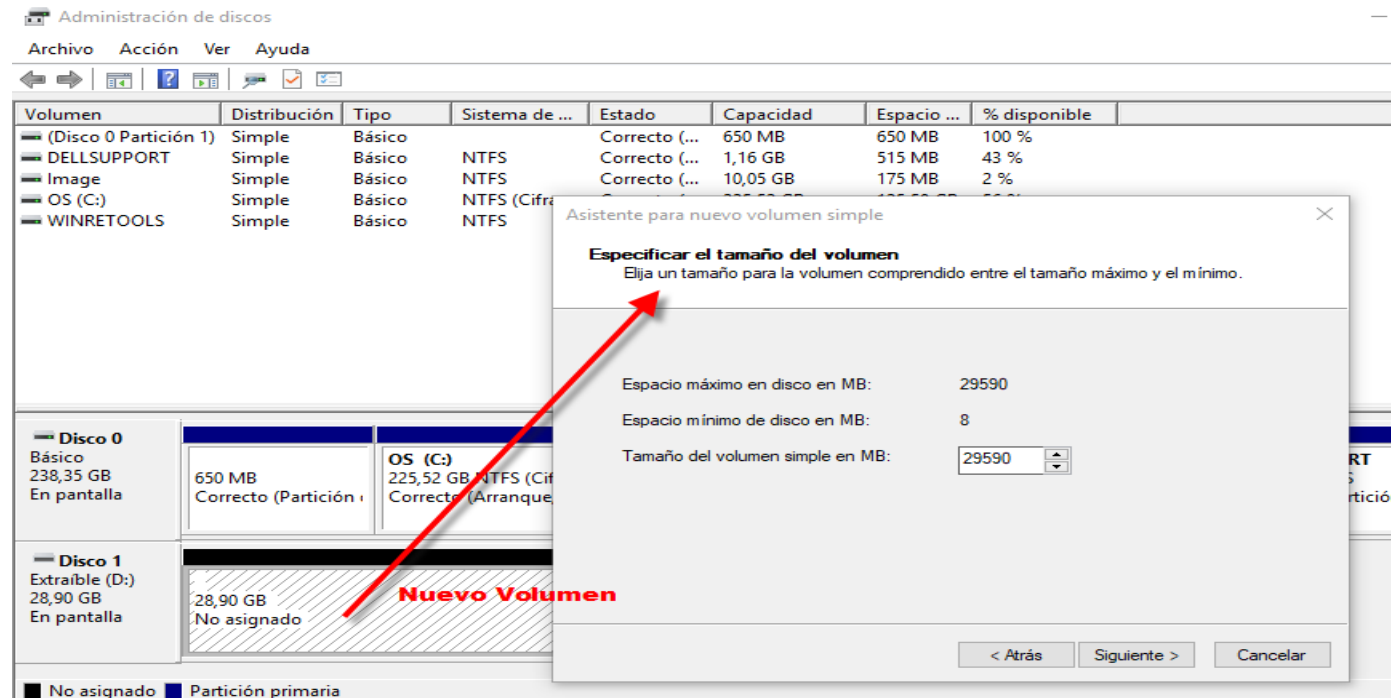 Administración de discos
Archivo Acción Ver Ayuda
Volumen Distribución Tipo Sistema de ... Estado Capacidad Espacio ... % disponible
(Disco 0 Partición 1) Simple Básico Correcto (... 650 MB 650 MB 100 %
DELLSUPPORT Simple Básico NTFS Correcto (... 1,16 GB 515 MB 43 %
Image Simple Básico NTFS Correcto (... 10,05 GB 175 MB 2 %
OS (C:) Simple Básico NTFS (Cifra
WINRETOOLS Simple Básico NTFS
Asistente para nuevo volumen simple
Especificar el tamaño del volumen
Elija un tamaño para la volumen comprendido entre el tamaño máximo y el mínimo.
Espacio máximo en disco en MB: 29590
Espacio mínimo de disco en MB: 8
Tamaño del volumen simple en MB: 29590
< Atrás Siguiente > Cancelar
Disco 0
Básico
238,35 GB
En pantalla
650 MB
Correcto (Partición
OS (C:)
225,52 GB NTFS (Cif
Correcto (Arranque,
RT
Disco 1
Extraíble (D:)
28,90 GB
En pantalla
28,90 GB
No asignado
Nuevo Volumen
No asignado Partición primaria